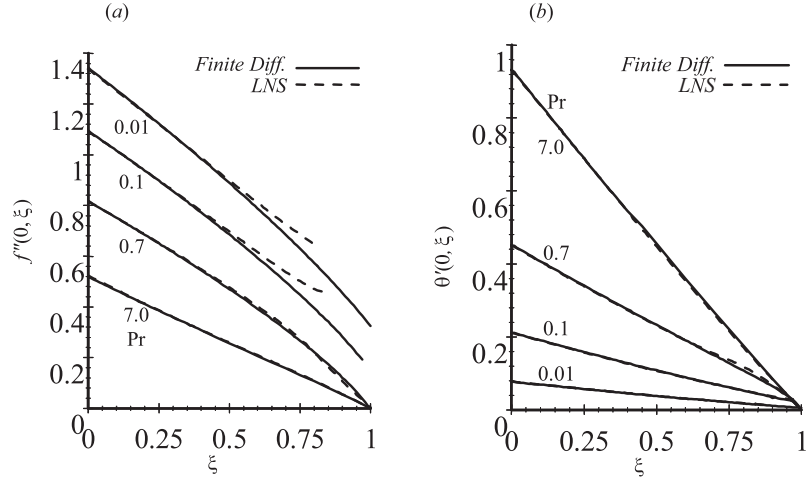 (a)
Finite Diff.
LNS
1.4
1.2
1
0.8
0.6
0.4
0.2
0
0.01
0.1
0.7
7.0
Pr
f''(0, ξ)
0
0.25
0.5
0.75
1
ξ
(b)
Finite Diff.
LNS
1
0.8
0.6
0.4
0.2
0
Pr
7.0
0.7
0.1
0.01
θ'(0, ξ)
0
0.25
0.5
0.75
1
ξ